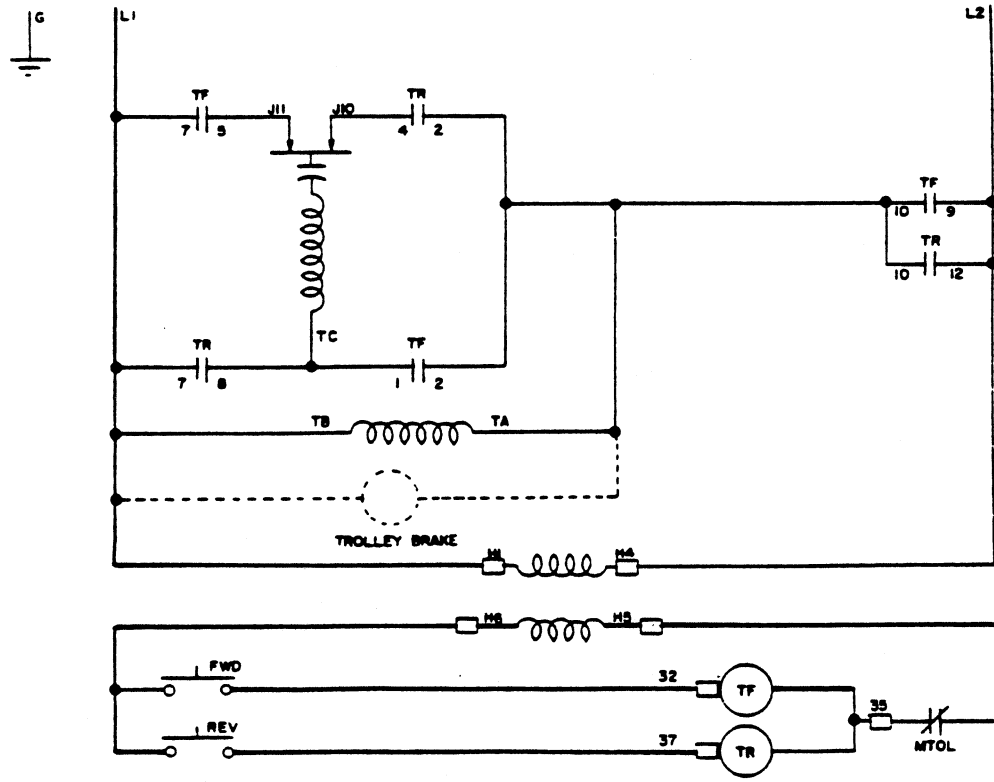 G
L1
L2
TF
J11
J10
TR
7
5
4
2
TF
10
9
TR
10
12
TC
TR
TF
7
8
1
2
TB
TA
TROLLEY BRAKE
H1
H4
H6
H5
FWD
32
TF
35
REV
37
TR
MTOL